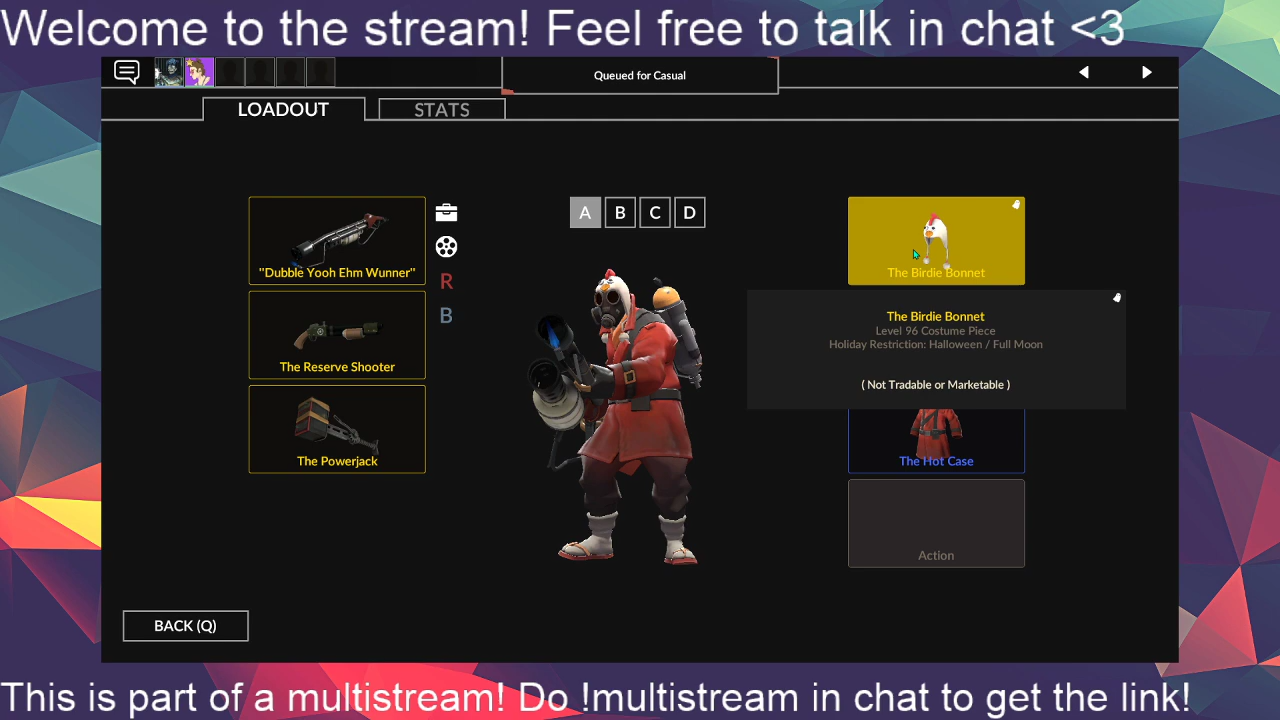 Welcome to the stream! Feel free to talk in chat <3
Queued for Casual
LOADOUT
STATS
A B C D
"Dubble Yooh Ehm Wunner"
R
B
The Reserve Shooter
The Powerjack
The Birdie Bonnet
The Birdie Bonnet
Level 96 Costume Piece
Holiday Restriction: Halloween / Full Moon
( Not Tradable or Marketable )
The Hot Case
Action
BACK (Q)
This is part of a multistream! Do !multistream in chat to get the link!